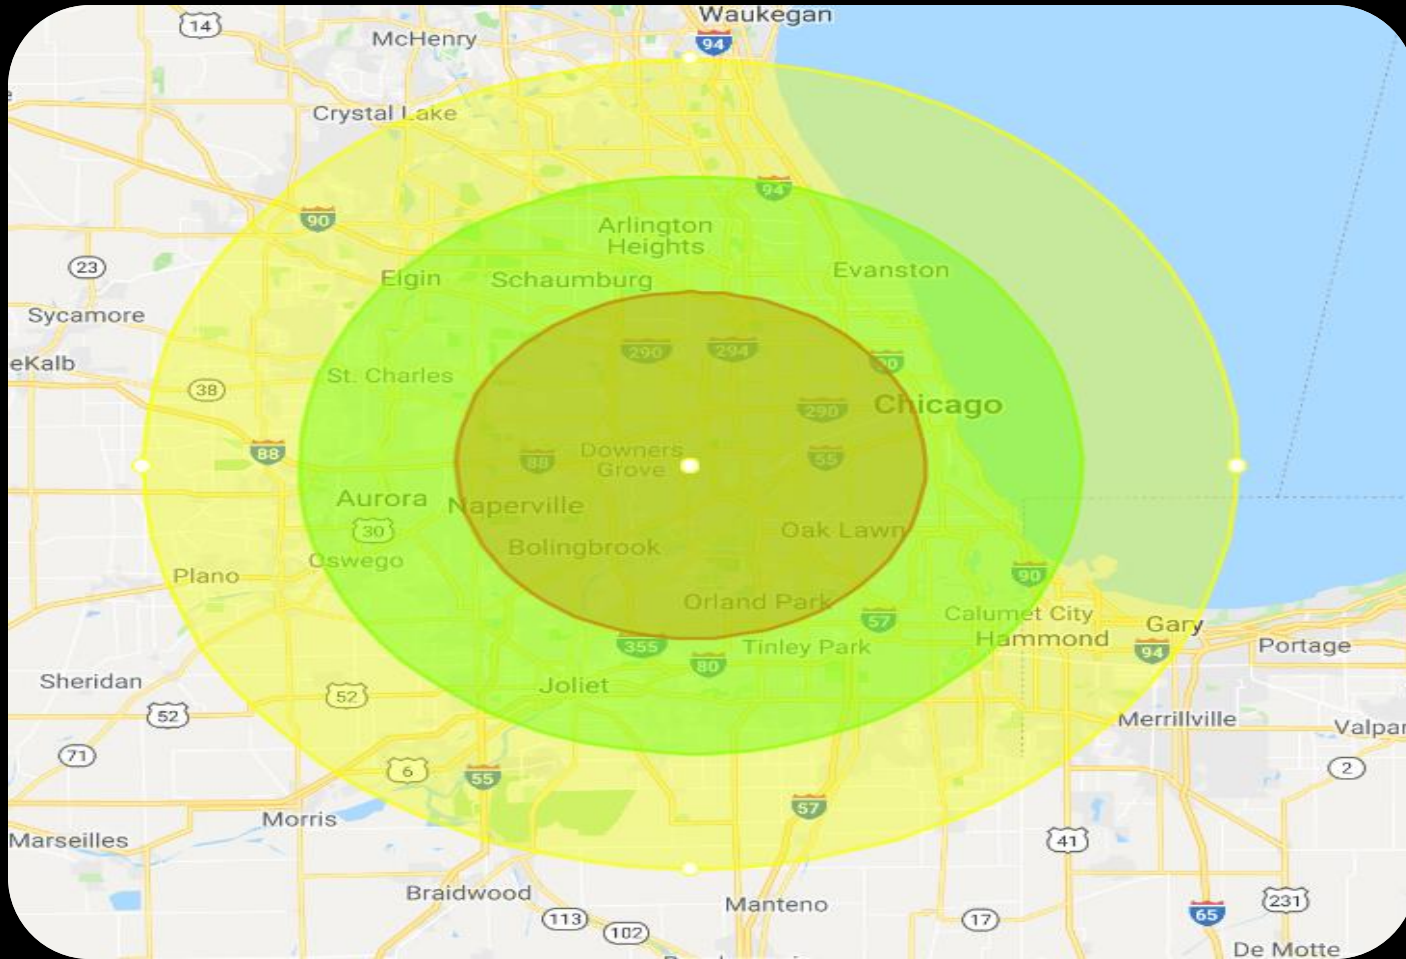 Waukegan
14
McHenry
94
Crystal Lake
94
90
Arlington
Heights
23
Elgin
Schaumburg
Evanston
Sycamore
290
294
90
eKalb
St. Charles
38
290
Chicago
88
Downers
Grove
88
55
Aurora
Naperville
30
Oak Lawn
Bolingbrook
Oswego
Plano
90
Orland Park
57
Calumet City
Gary
Hammond
355
Tinley Park
94
Portage
80
Sheridan
Joliet
52
52
Merrillville
Valpar
71
6
55
2
57
Morris
Marseilles
41
Braidwood
Manteno
113
102
17
65
231
De Motte